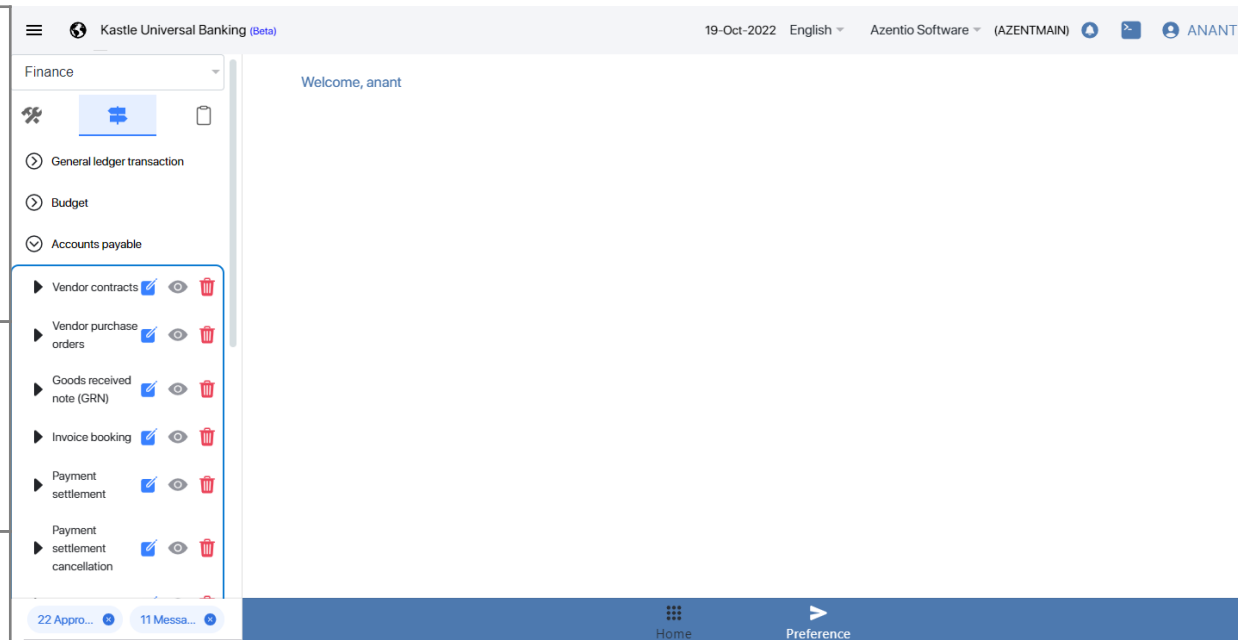 Kastle Universal Banking (Beta)
19-Oct-2022 English Azentio Software (AZENTMAIN) ANANT
Finance
Welcome, anant
General ledger transaction
Budget
Accounts payable
Vendor contracts
Vendor purchase
orders
Goods received
note (GRN)
Invoice booking
Payment
settlement
Payment
settlement
cancellation
22 Appro... 11 Messa...
Home
Preference